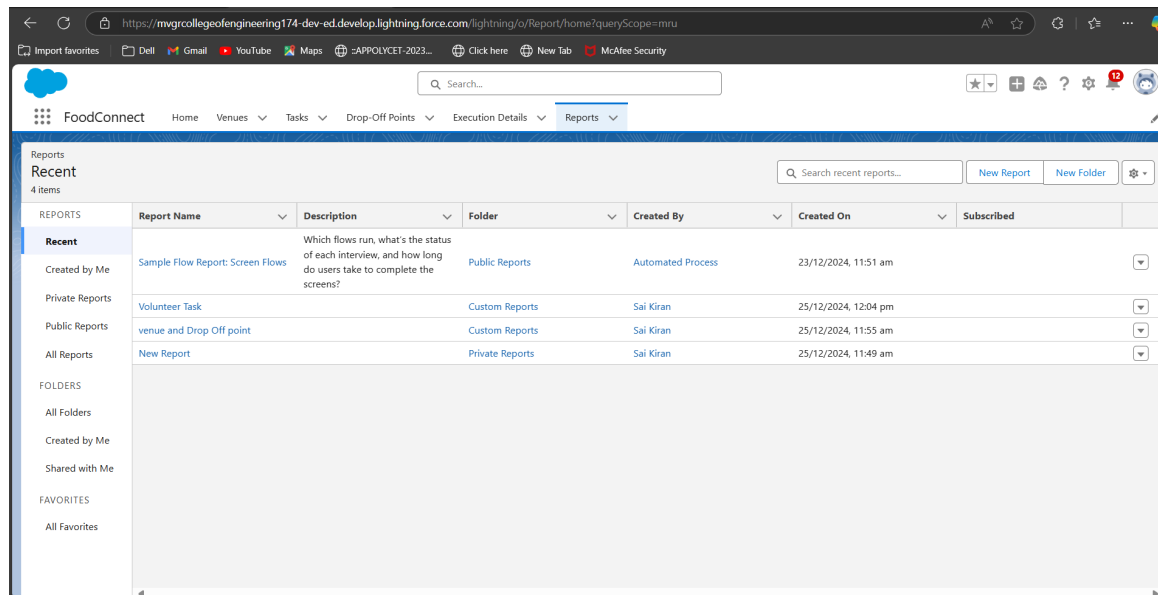 https://mvgrcollegeofengineering174-dev-ed.develop.lightning.force.com/lightning/o/Report/home?queryScope=mru
Import favorites Dell Gmail YouTube Maps ::APPOLYCET-2023... Click here New Tab McAfee Security
Search...
12
FoodConnect Home Venues Tasks Drop-Off Points Execution Details Reports
Reports
Recent
4 items
Search recent reports... New Report New Folder
REPORTS Report Name Description Folder Created By Created On Subscribed
Recent
Created by Me
Private Reports
Public Reports
All Reports
FOLDERS
All Folders
Created by Me
Shared with Me
FAVORITES
All Favorites
Sample Flow Report: Screen Flows
Which flows run, what's the status
of each interview, and how long
do users take to complete the
screens?
Public Reports Automated Process 23/12/2024, 11:51 am
Volunteer Task Custom Reports Sai Kiran 25/12/2024, 12:04 pm
venue and Drop Off point Custom Reports Sai Kiran 25/12/2024, 11:55 am
New Report Private Reports Sai Kiran 25/12/2024, 11:49 am